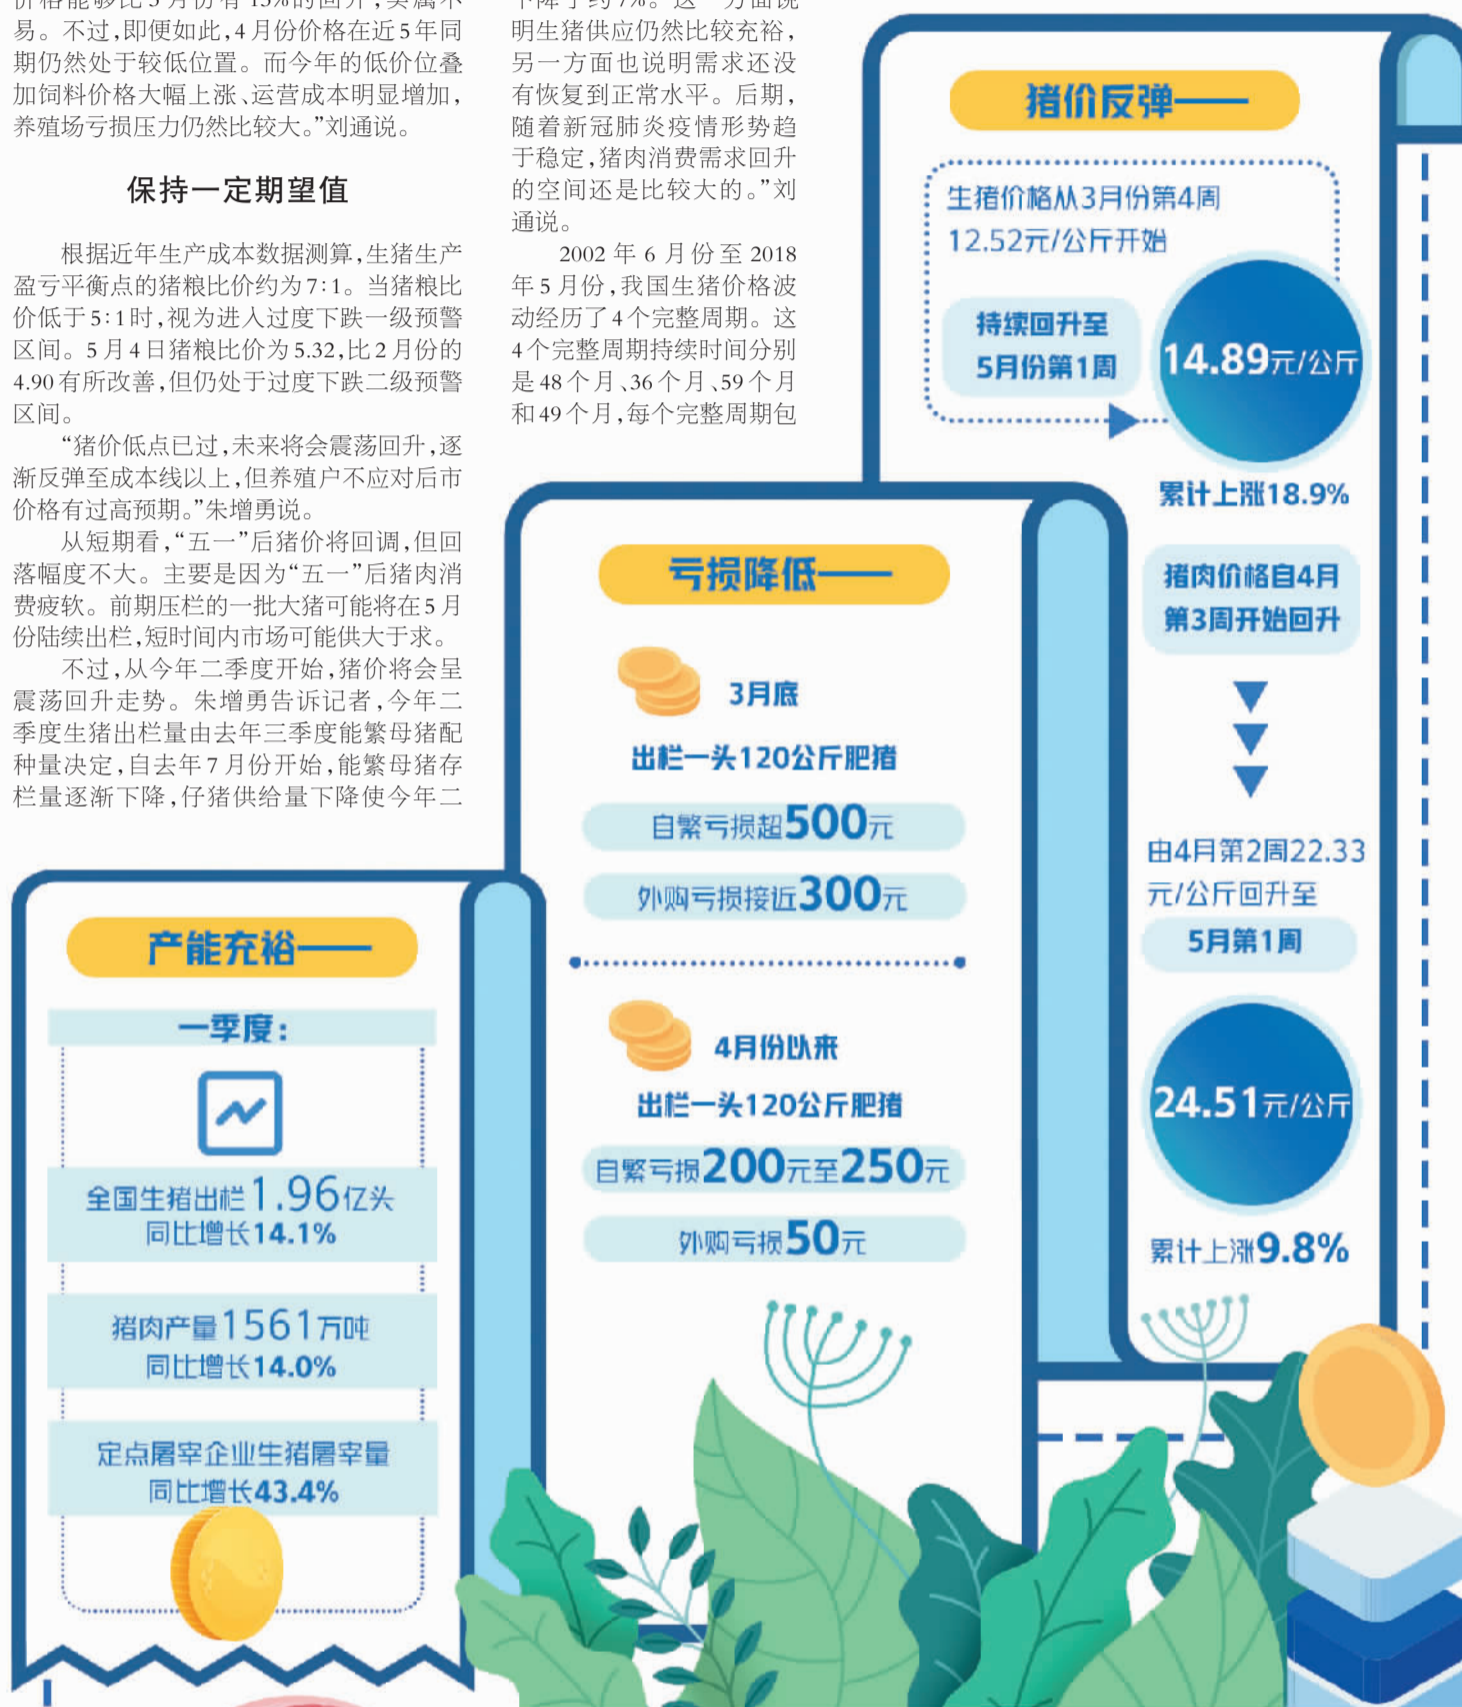 价格能够比3月份有15%的回升，实属不
易。不过，即便如此，4月份价格在近5年同
期仍然处于较低位置。而今年的低价位叠
加饲料价格大幅上涨、运营成本明显增加，
养殖场亏损压力仍然比较大。”刘通说。
保持一定期望值
根据近年生产成本数据测算，生猪生产
盈亏平衡点的猪粮比价约为7∶1。当猪粮比
价低于5∶1时，视为进入过度下跌一级预警
区间。5月4日猪粮比价为5.32，比2月份的
4.90有所改善，但仍处于过度下跌二级预警
区间。
“猪价低点已过，未来将会震荡回升，逐
渐反弹至成本线以上，但养殖户不应对后市
价格有过高预期。”朱增勇说。
从短期看，“五一”后猪价将回调，但回
落幅度不大。主要是因为“五一”后猪肉消
费疲软。前期压栏的一批大猪可能将在5月
份陆续出栏，短时间内市场可能供大于求。
不过，从今年二季度开始，猪价将会呈
震荡回升走势。朱增勇告诉记者，今年二
季度生猪出栏量由去年三季度能繁母猪配
种量决定，自去年7月份开始，能繁母猪存
栏量逐渐下降，仔猪供给量下降使今年二
下降了约7%。这一方面说
明生猪供应仍然比较充裕，
另一方面也说明需求还没
有恢复到正常水平。后期，
随着新冠肺炎疫情形势趋
于稳定，猪肉消费需求回升
的空间还是比较大的。”刘
通说。
2002年6月份至2018
年5月份，我国生猪价格波
动经历了4个完整周期。这
4个完整周期持续时间分别
是48个月、36个月、59个月
和49个月，每个完整周期包
产能充裕——
一季度：
全国生猪出栏1.96亿头
同比增长14.1%
猪肉产量1561万吨
同比增长14.0%
定点屠宰企业生猪屠宰量
同比增长43.4%
亏损降低——
3月底
出栏一头120公斤肥猪
自繁亏损超500元
外购亏损接近300元
4月份以来
出栏一头120公斤肥猪
自繁亏损200元至250元
外购亏损50元
猪价反弹——
生猪价格从3月份第4周
12.52元/公斤开始
持续回升至
5月份第1周
14.89元/公斤
累计上涨18.9%
猪肉价格自4月
第3周开始回升
由4月第2周22.33
元/公斤回升至
5月第1周
24.51元/公斤
累计上涨9.8%